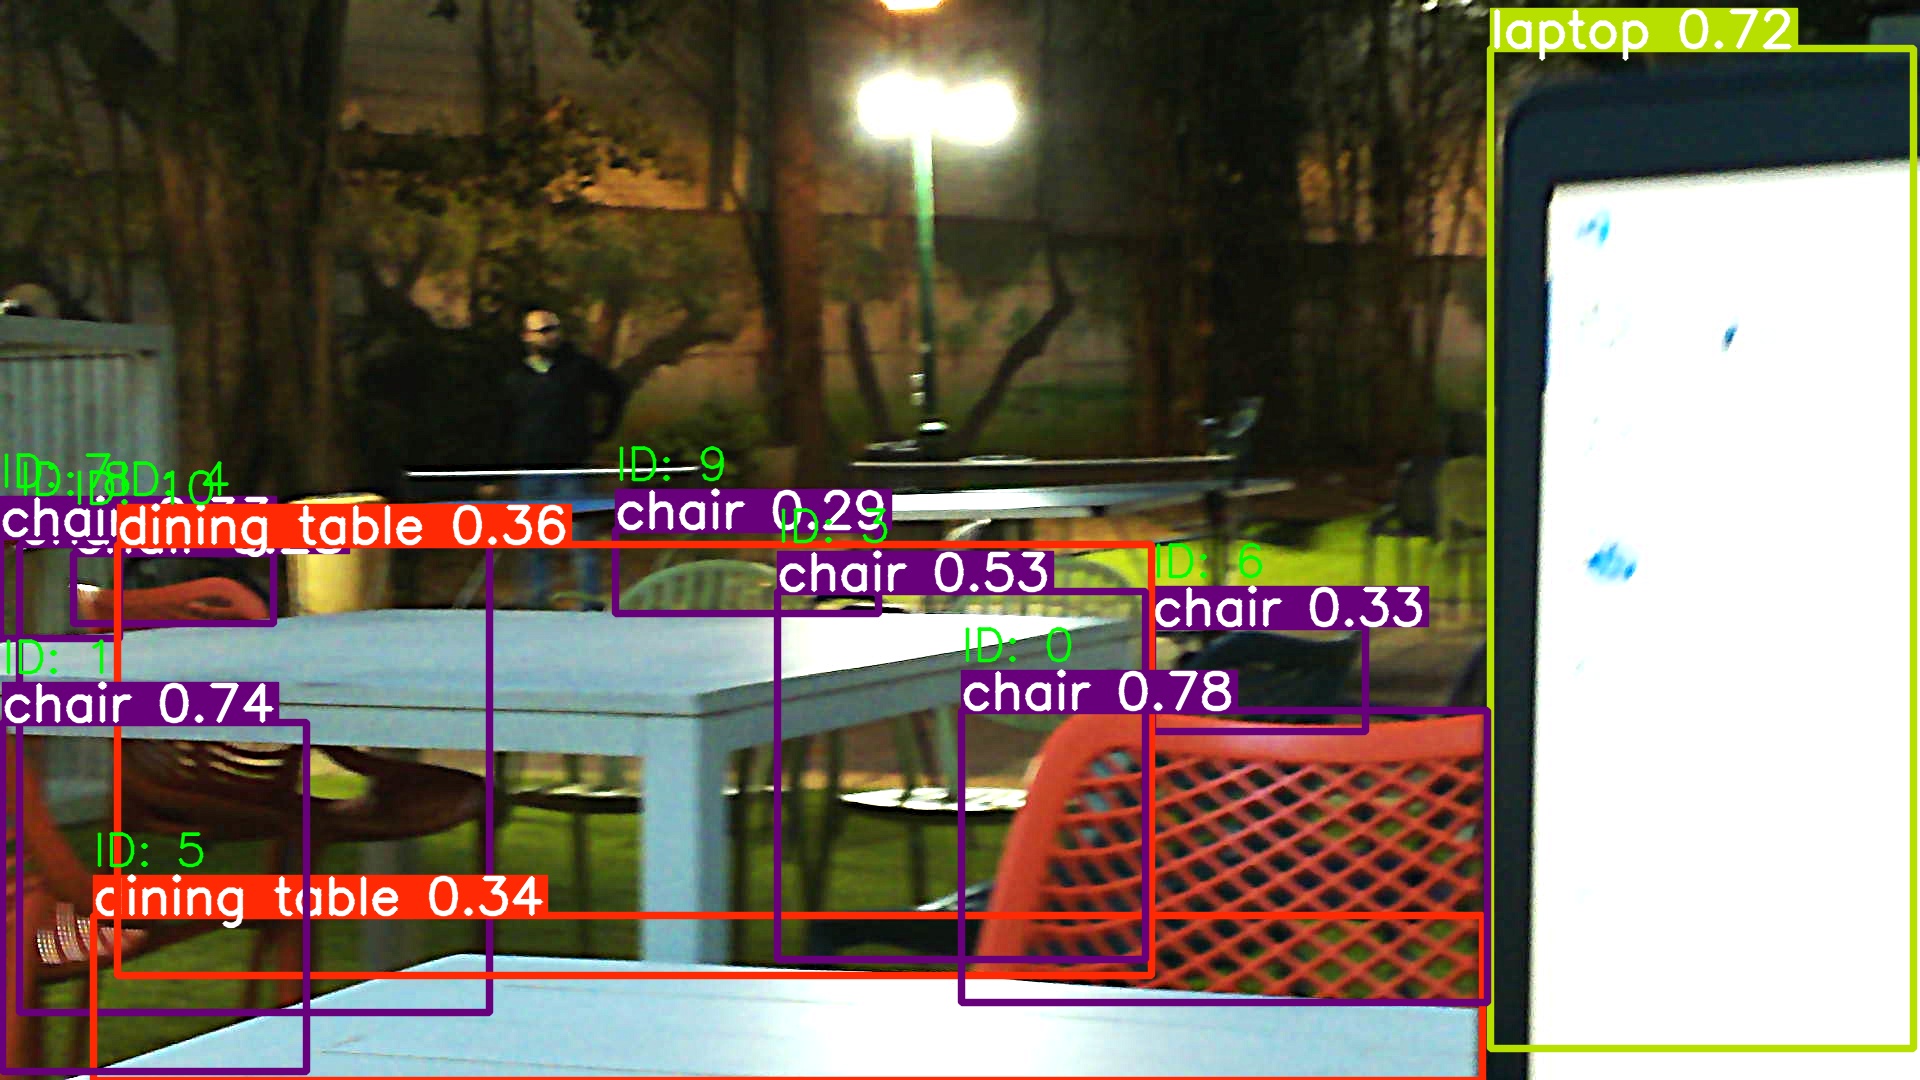 laptop 0.72
ID: 9
ID: 7
ID: 8
ID: 10
ID: 4
chair 0.29
dining table 0.36
ID: 3
chair 0.53
ID: 6
chair 0.33
ID: 1
ID: 0
chair 0.74
chair 0.78
ID: 5
dining table 0.34